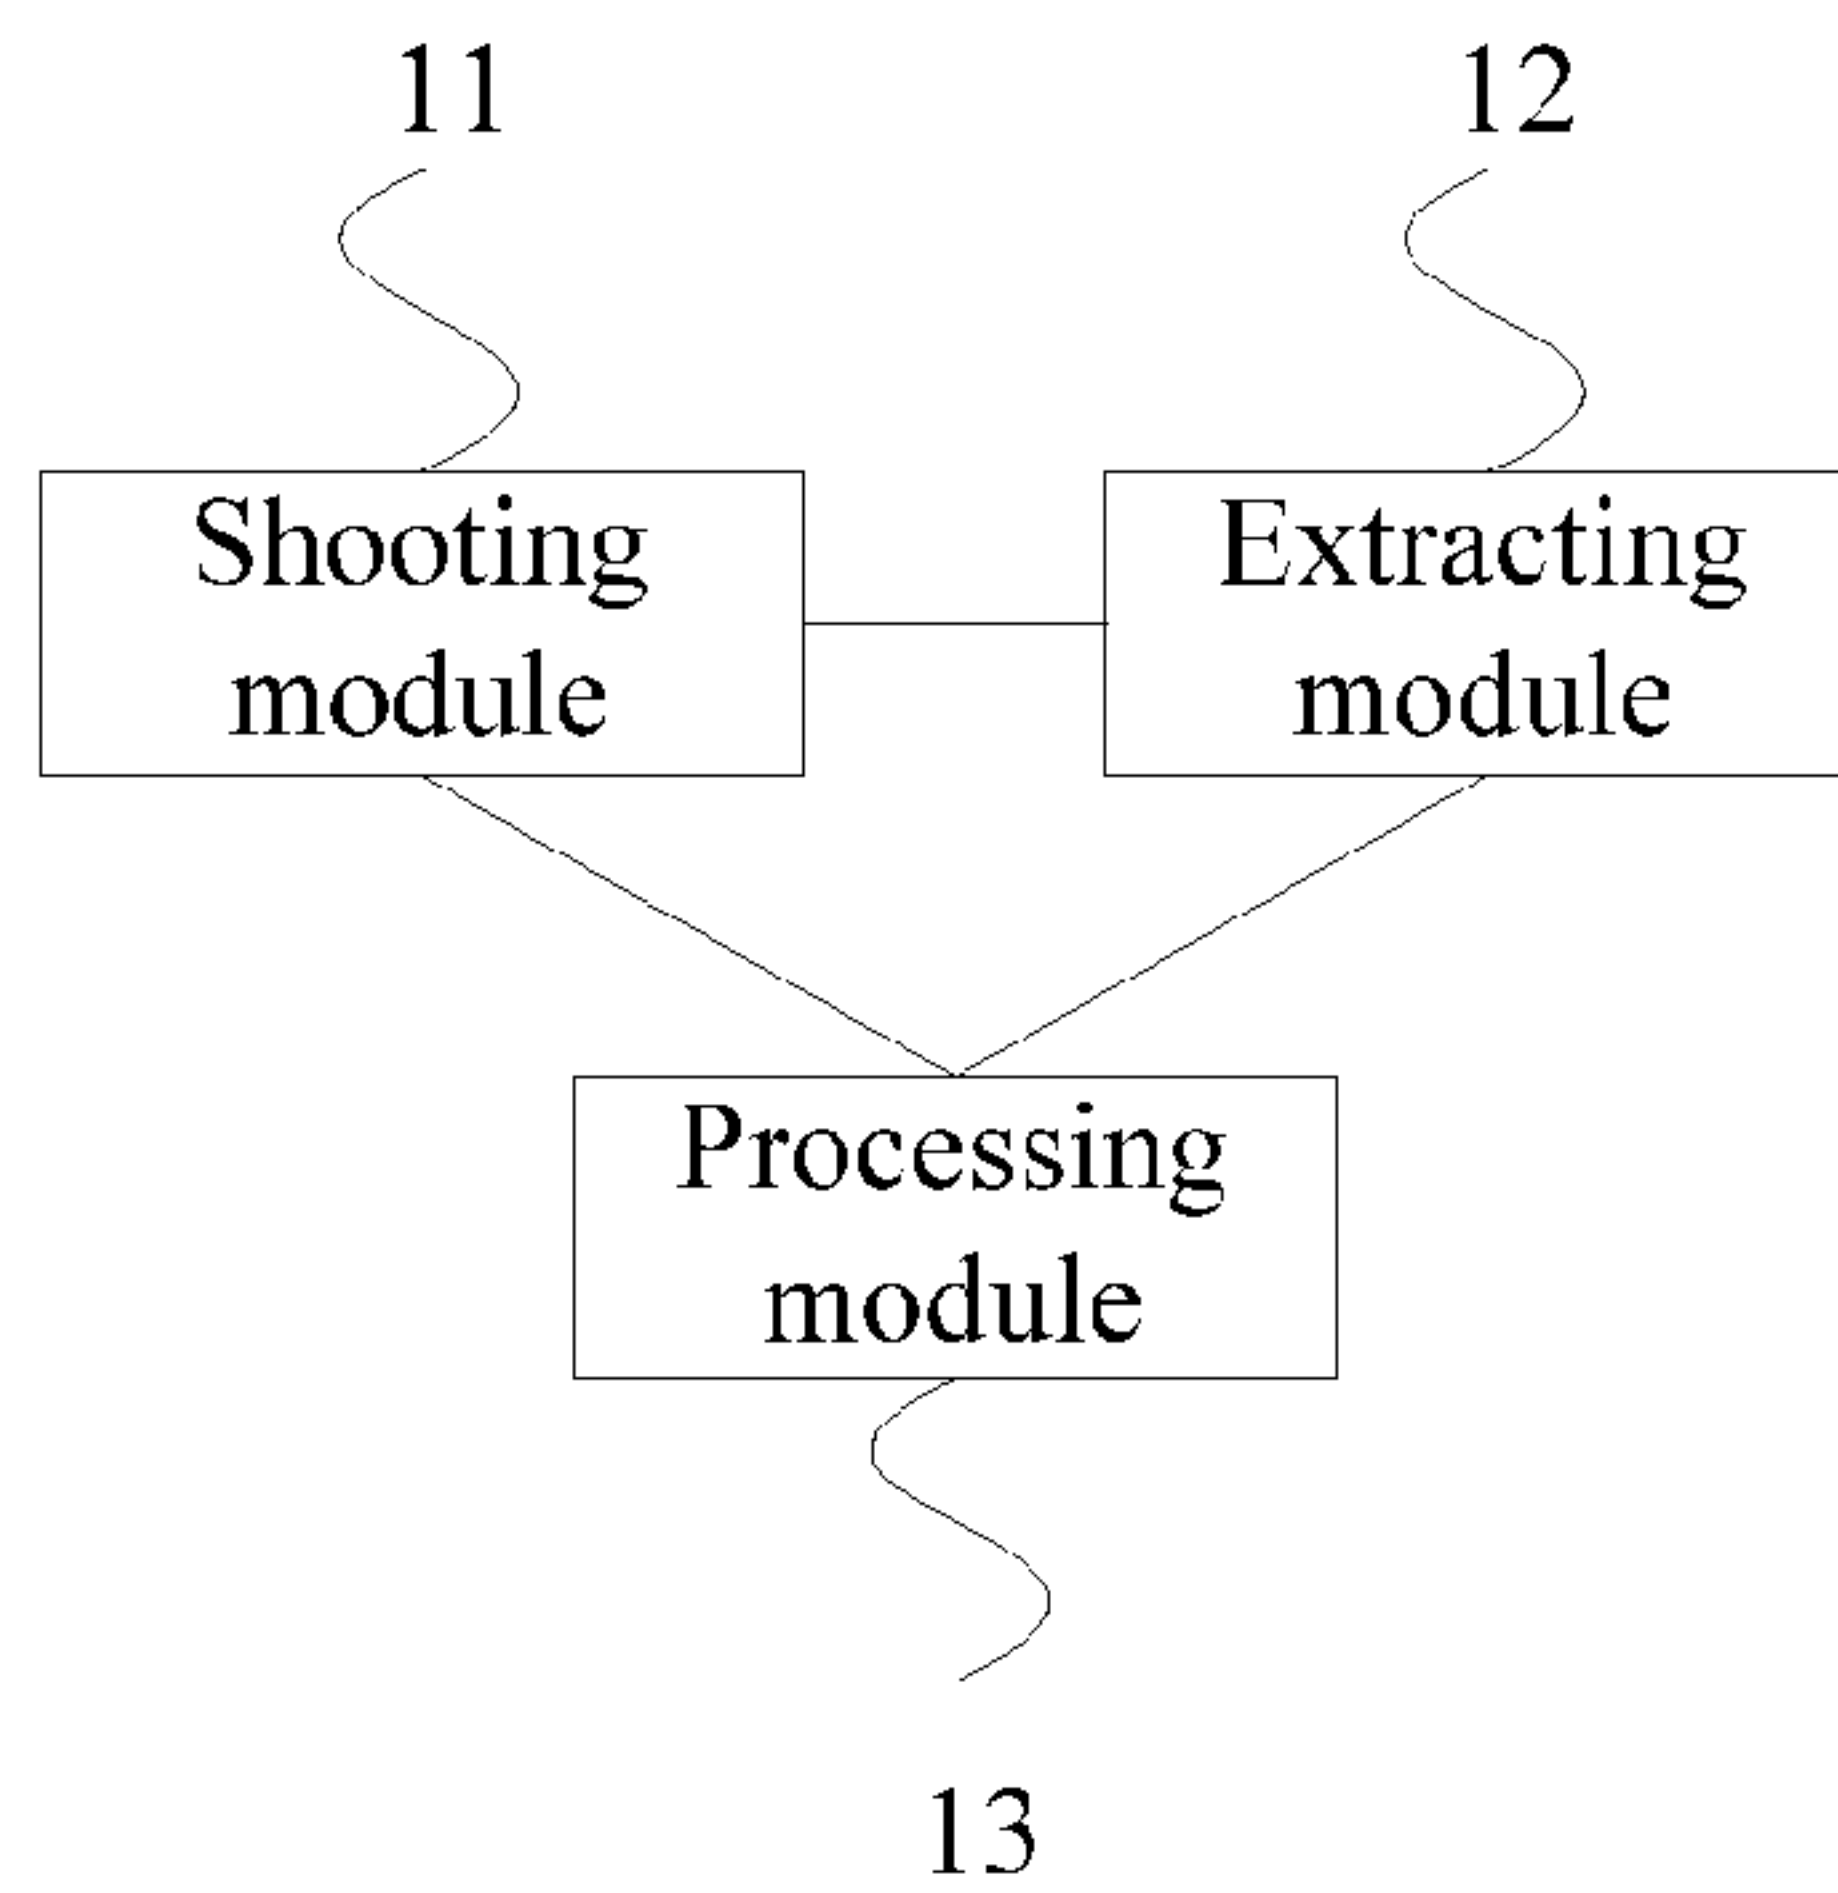 11
12
Shooting
module
Extracting
module
Processing
module
13